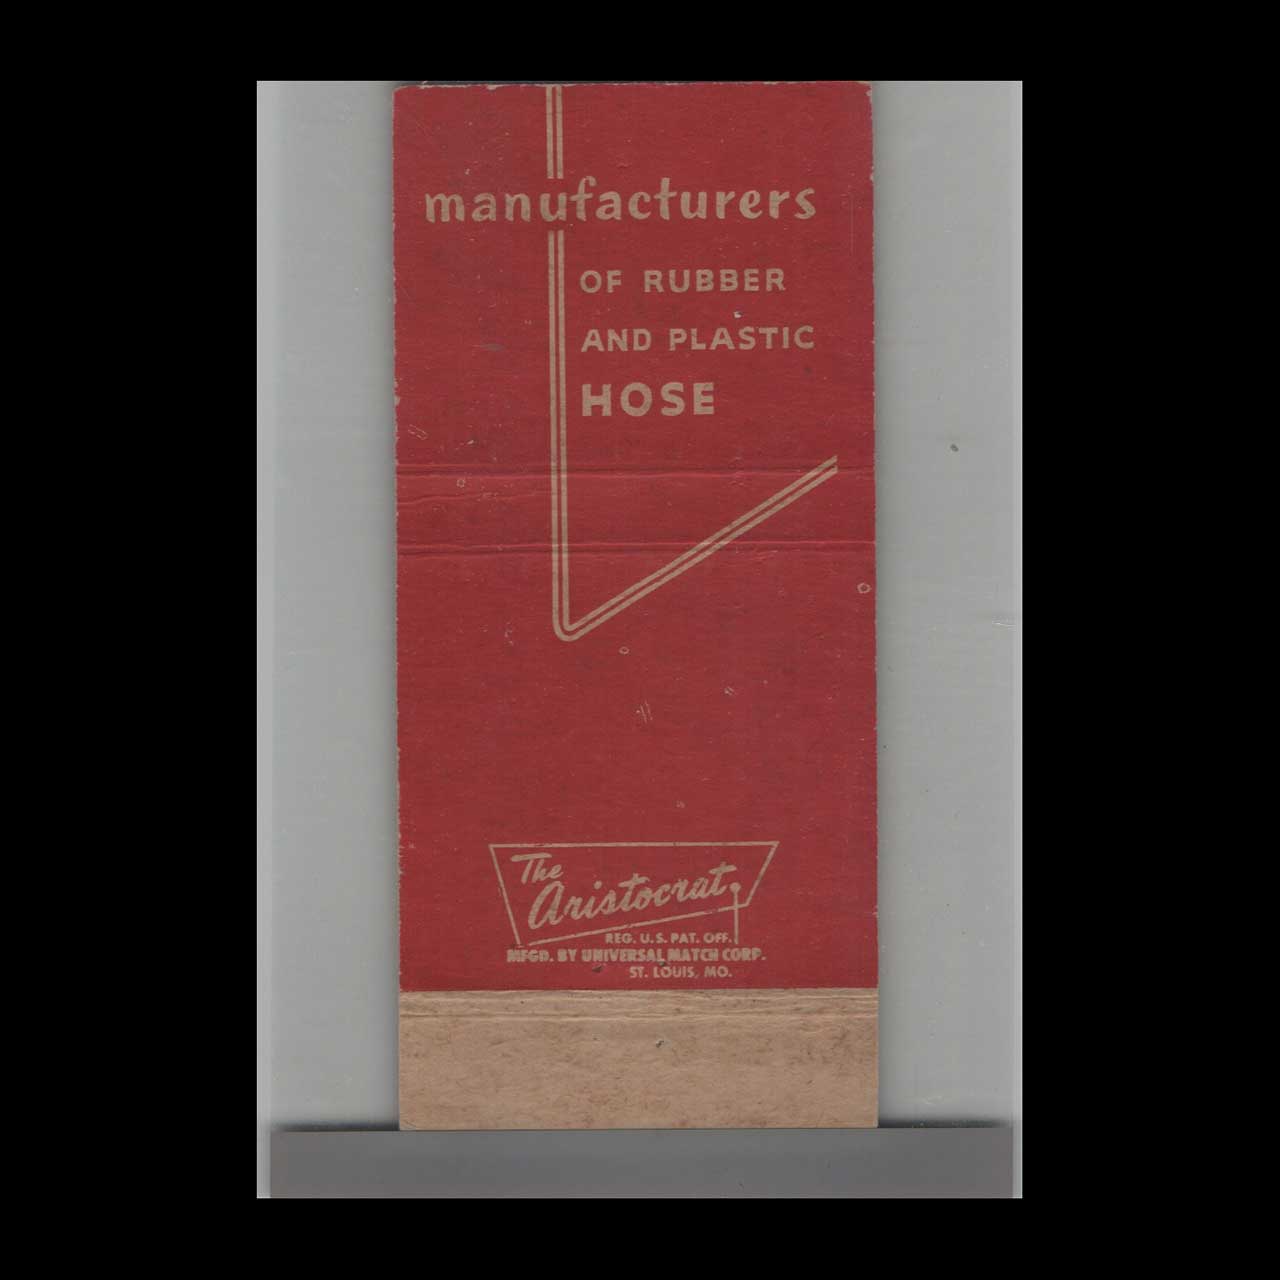 manufacturers
OF RUBBER
AND PLASTIC
HOSE
The
Aristocrat
REG. U.S. PAT. OFF.
MFGD. BY UNIVERSAL MATCH CORP.
ST. LOUIS, MO.